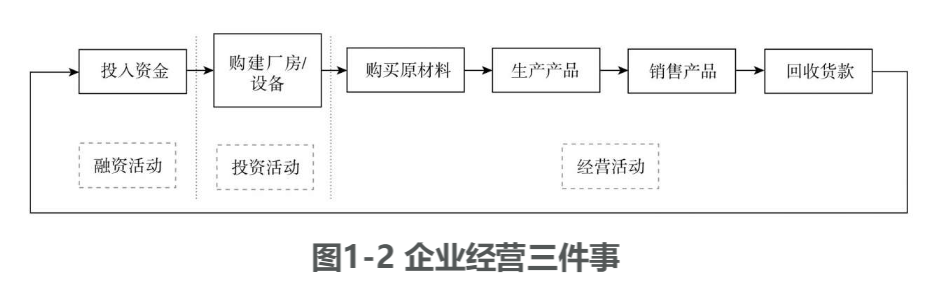 投入资金
购建厂房/
设备
购买原材料
生产产品
销售产品
回收货款
融资活动
投资活动
经营活动
图1-2 企业经营三件事